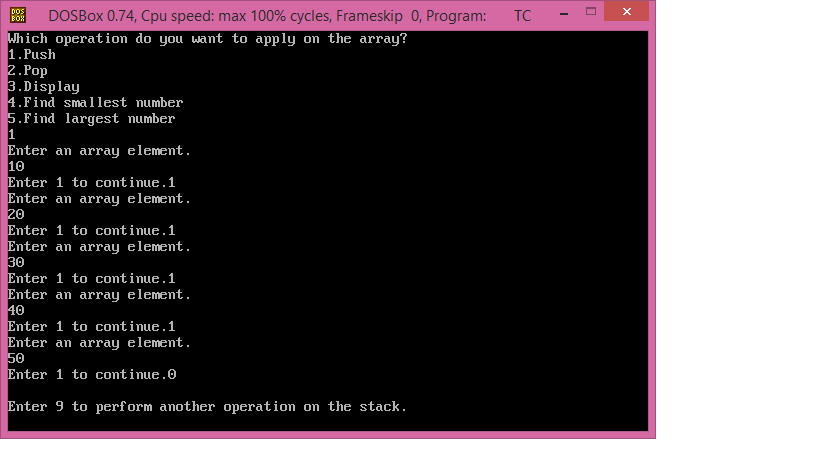 DOS BOX
DOSBox 0.74, Cpu speed: max 100% cycles, Frameskip 0, Program: TC
Which operation do you want to apply on the array?
1.Push
2.Pop
3.Display
4.Find smallest number
5.Find largest number
1
Enter an array element.
10
Enter 1 to continue.1
Enter an array element.
20
Enter 1 to continue.1
Enter an array element.
30
Enter 1 to continue.1
Enter an array element.
40
Enter 1 to continue.1
Enter an array element.
50
Enter 1 to continue.0
Enter 9 to perform another operation on the stack.